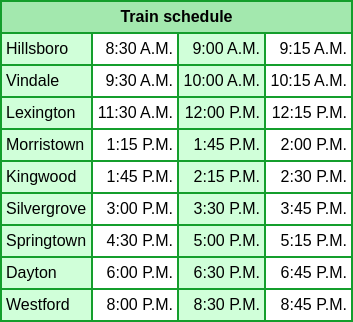 Train schedule
Hillsboro 8:30 A.M. 9:00 A.M. 9:15 A.M.
Vindale 9:30 A.M. 10:00 A.M. 10:15 A.M.
Lexington 11:30 A.M. 12:00 P.M. 12:15 P.M.
Morristown 1:15 P.M. 1:45 P.M. 2:00 P.M.
Kingwood 1:45 P.M. 2:15 P.M. 2:30 P.M.
Silvergrove 3:00 P.M. 3:30 P.M. 3:45 P.M.
Springtown 4:30 P.M. 5:00 P.M. 5:15 P.M.
Dayton 6:00 P.M. 6:30 P.M. 6:45 P.M.
Westford 8:00 P.M. 8:30 P.M. 8:45 P.M.